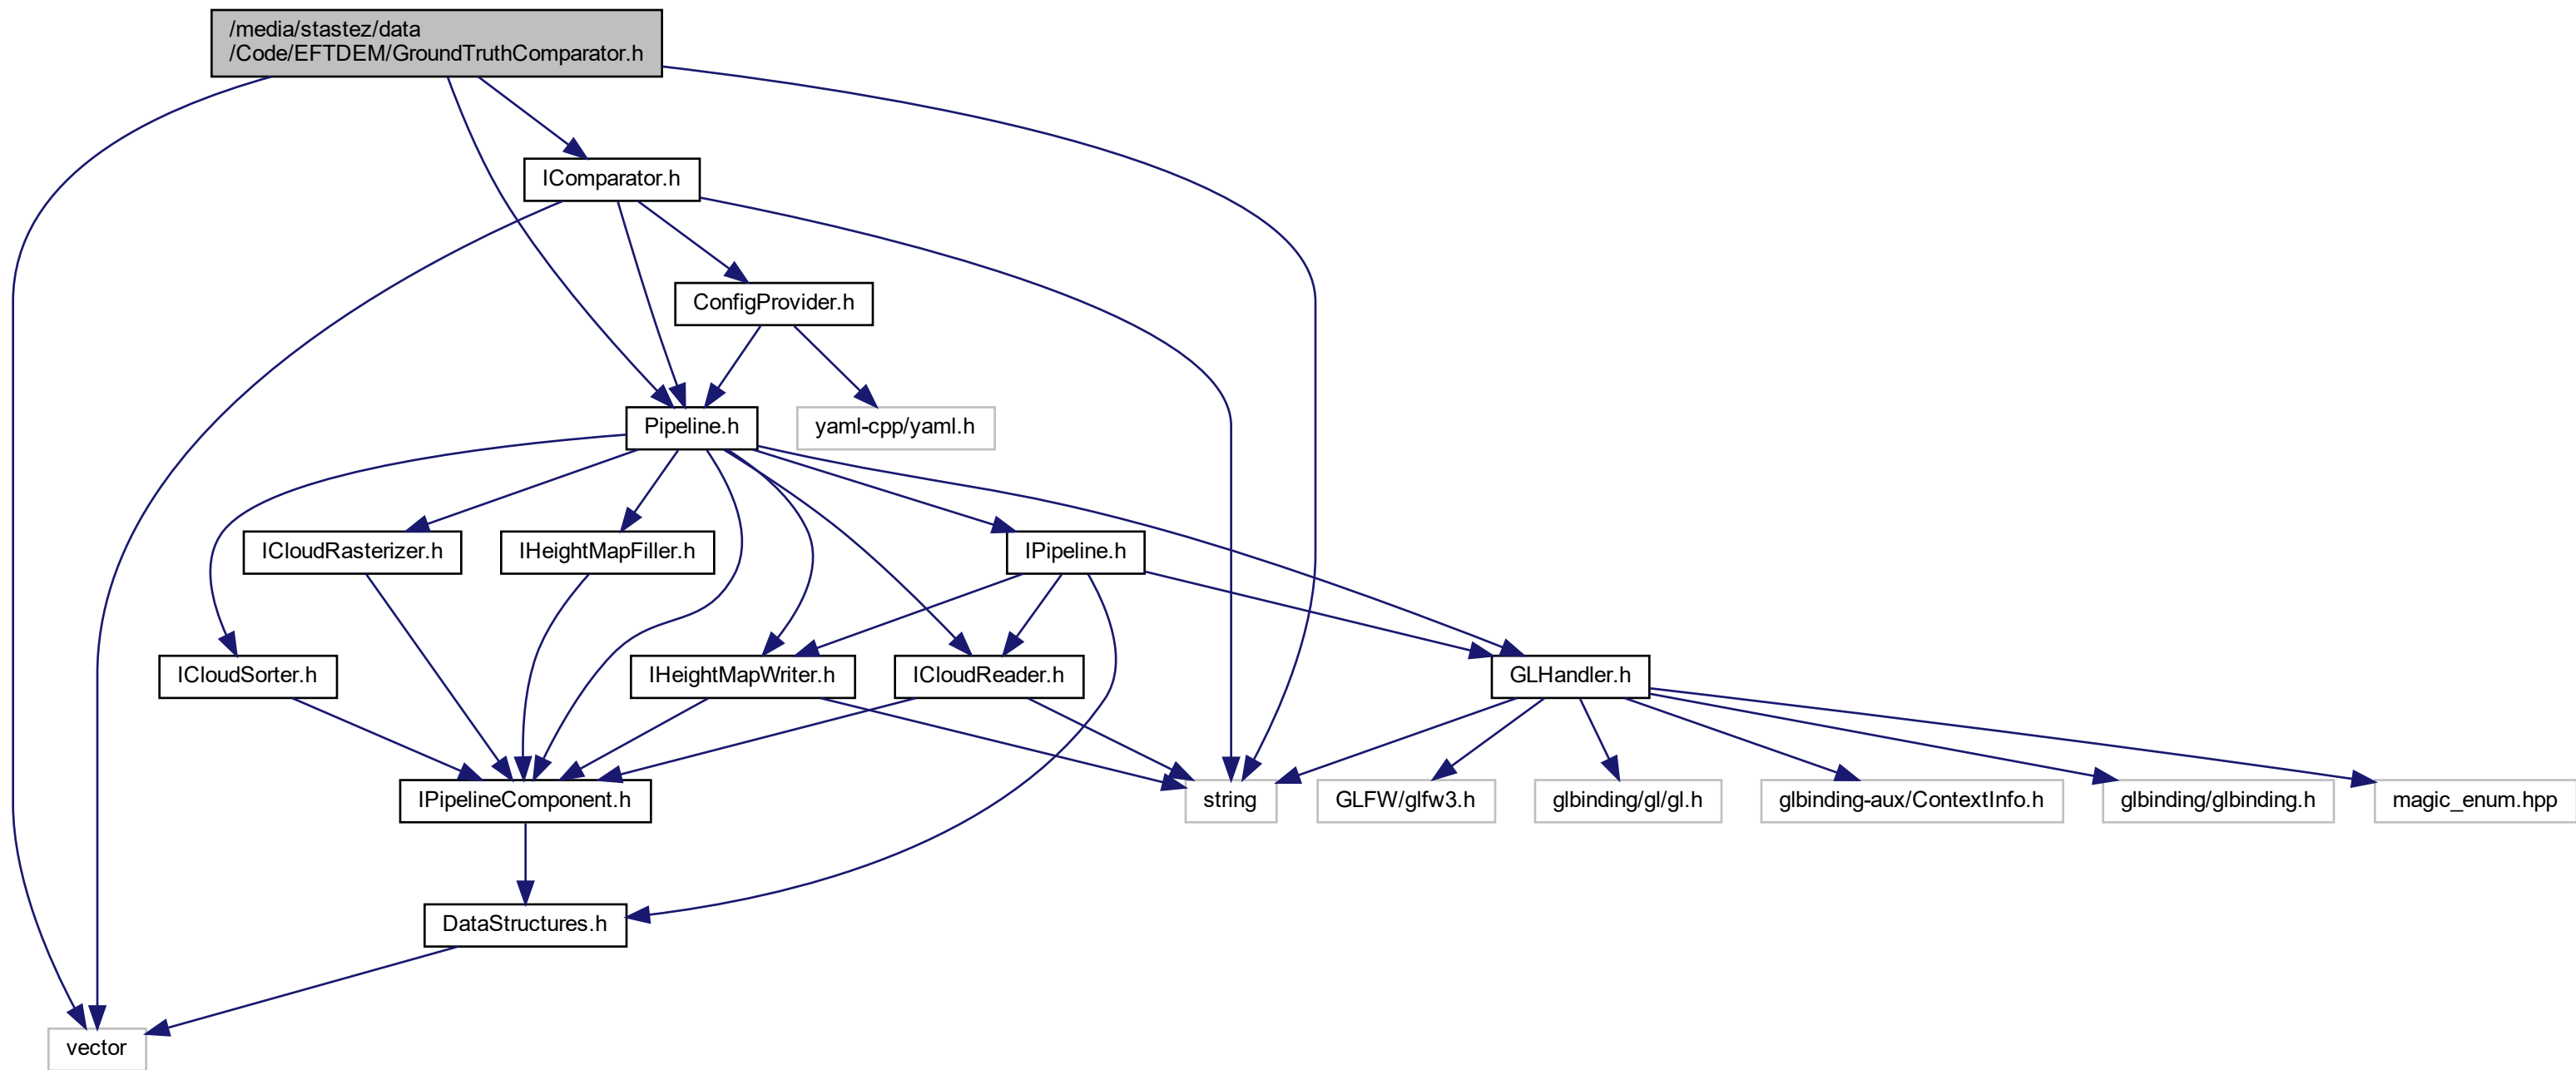 /media/stastez/data
/Code/EFTDEM/GroundTruthComparator.h
IComparator.h
ConfigProvider.h
Pipeline.h
yaml-cpp/yaml.h
ICloudRasterizer.h
IHeightMapFiller.h
IPipeline.h
ICloudSorter.h
IHeightMapWriter.h
ICloudReader.h
GLHandler.h
IPipelineComponent.h
string
GLFW/glfw3.h
glbinding/gl/gl.h
glbinding-aux/ContextInfo.h
glbinding/glbinding.h
magic_enum.hpp
DataStructures.h
vector